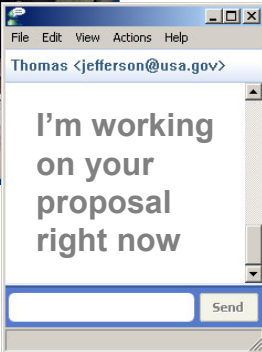 File Edit View Actions Help
Thomas <jefferson@usa.gov>
I'm working
on your
proposal
right now
Send